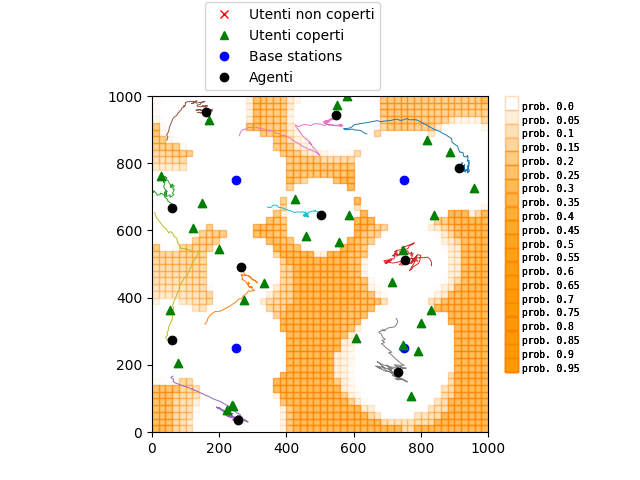 Utenti non coperti
Utenti coperti
Base stations
Agenti
1000
800
600
400
200
0
0
200
400
600
800
1000
prob. 0.0
prob. 0.05
prob. 0.1
prob. 0.15
prob. 0.2
prob. 0.25
prob. 0.3
prob. 0.35
prob. 0.4
prob. 0.45
prob. 0.5
prob. 0.55
prob. 0.6
prob. 0.65
prob. 0.7
prob. 0.75
prob. 0.8
prob. 0.85
prob. 0.9
prob. 0.95